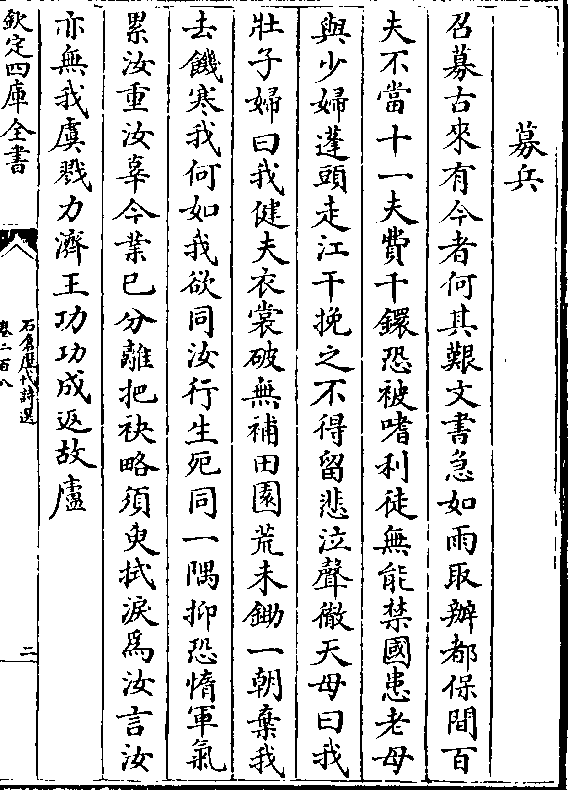 募兵
召募古來有今者何其艱文書急如雨取辦都保間百
夫不當十一夫費千鐶恐被嗜利徒無能禁國患老母
與少婦蓬頭走江干挽之不得留悲泣聲徹天母曰我
壯子婦曰我健夫衣裳破無補田園荒未鋤一朝棄我
去饑寒我何如我欲同汝行生死同一隅抑恐惰軍氣
累汝重汝辜今業已分離把袂略須臾拭淚為汝言汝
亦無我虞戮力濟王功功成返故廬
欽定四庫全書
石倉歷代詩選
卷二百八
二